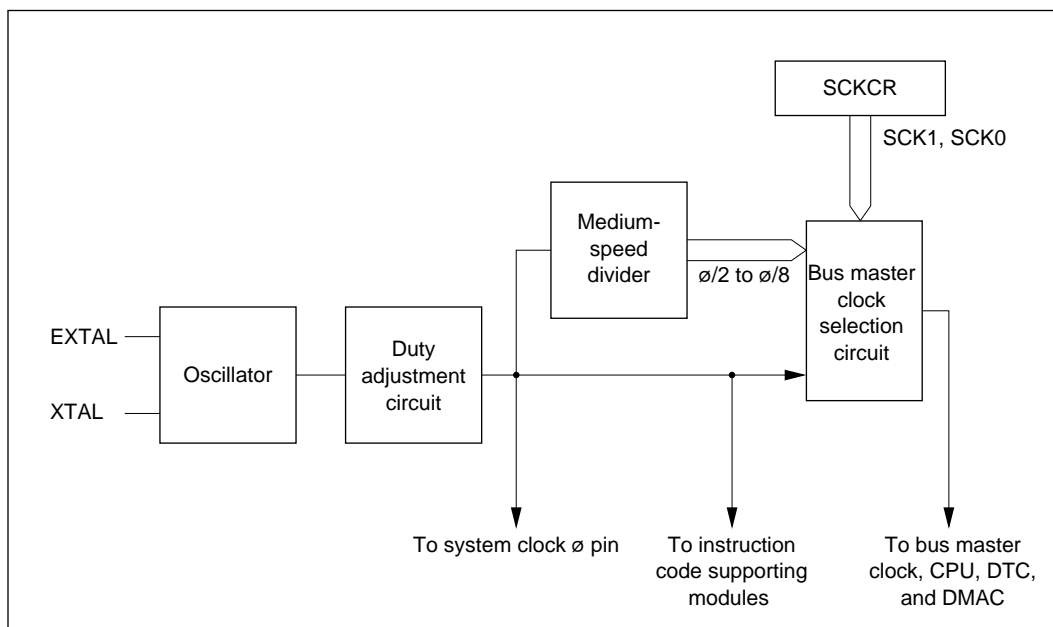 SCKCR
SCK1, SCK0
Medium-
speed
divider
ø/2 to ø/8
Bus master
clock
selection
circuit
EXTAL
XTAL
Oscillator
Duty
adjustment
circuit
To system clock ø pin
To instruction
code supporting
modules
To bus master
clock, CPU, DTC,
and DMAC